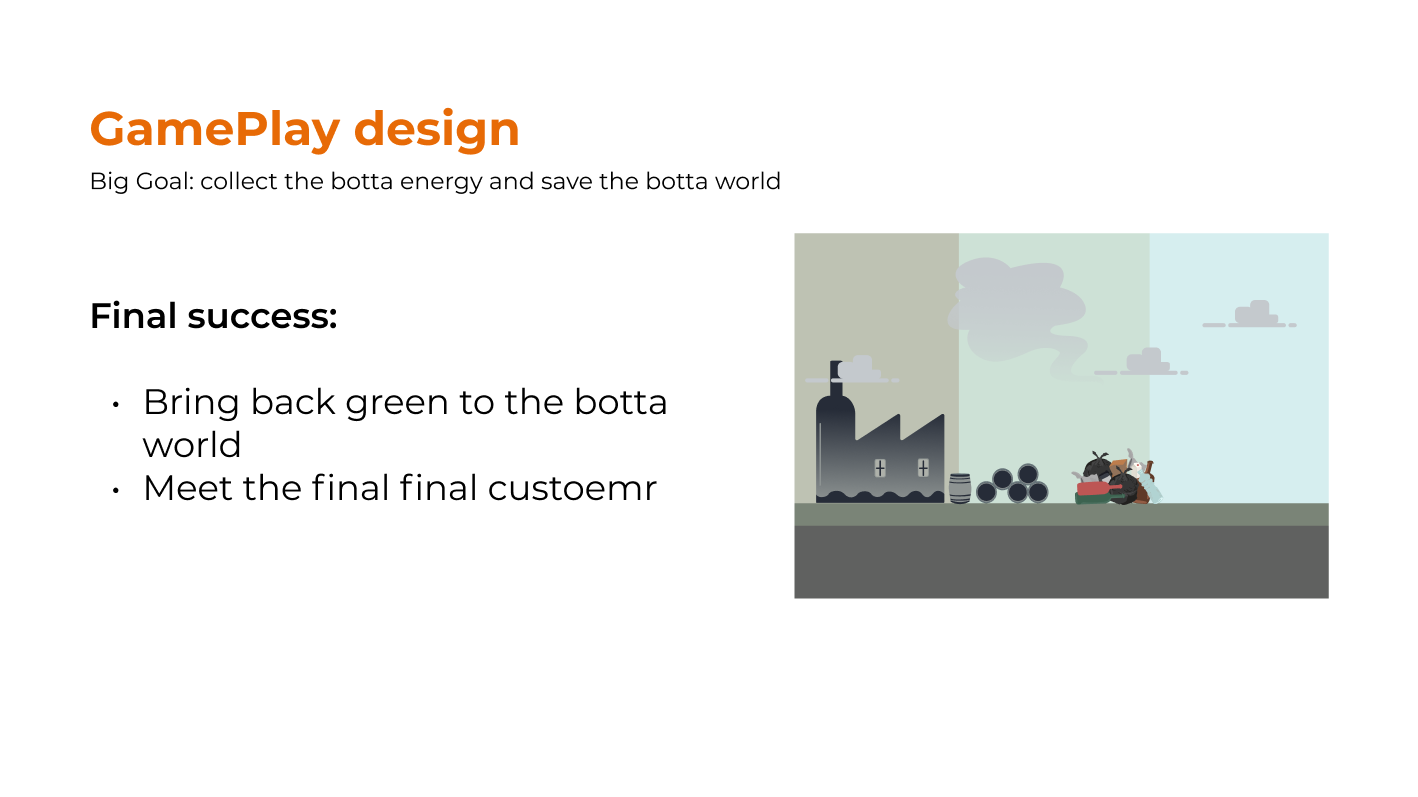 GamePlay design
Big Goal: collect the botta energy and save the botta world
Final success:
• Bring back green to the botta
world
• Meet the final final custoemr